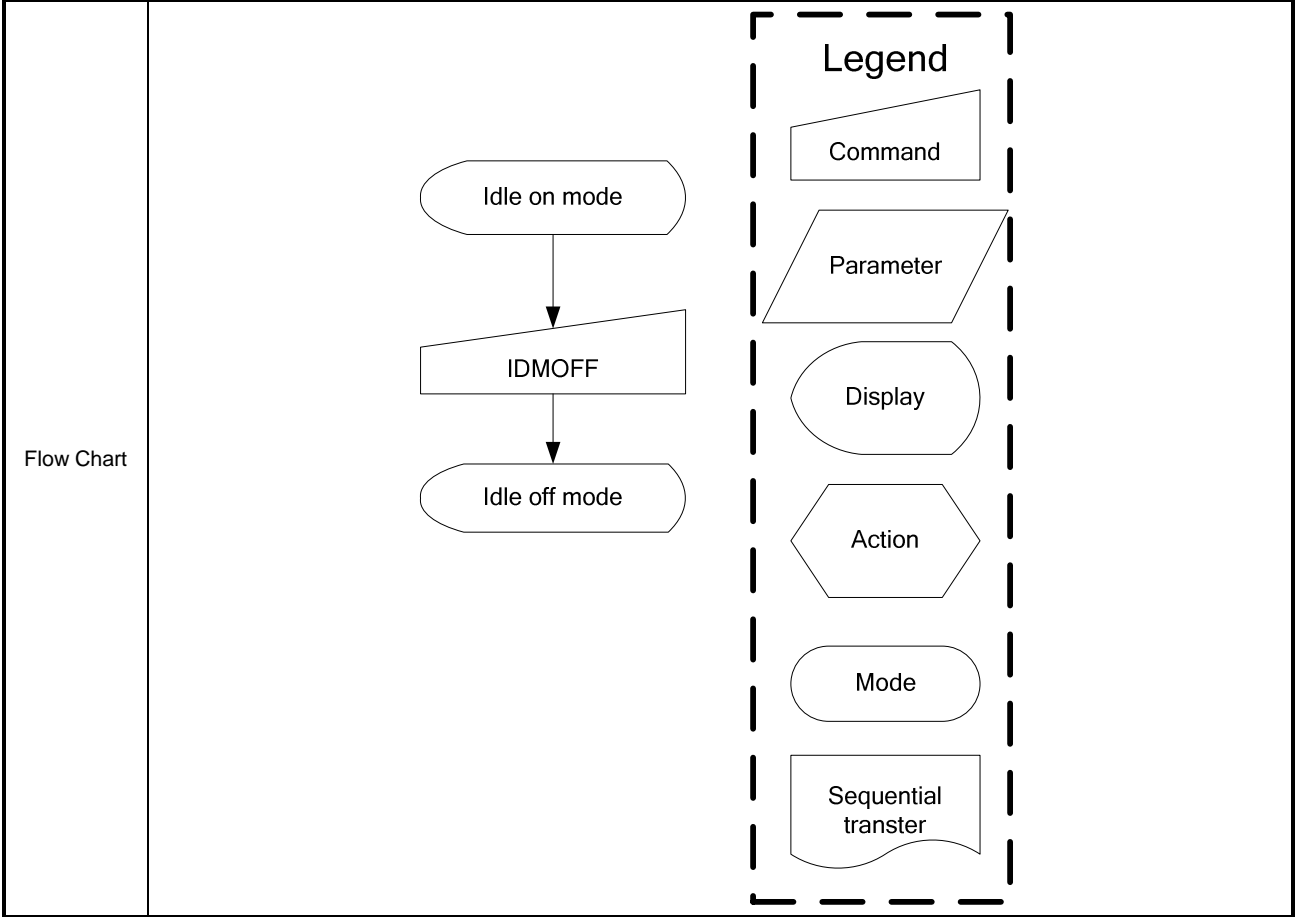 Flow Chart
Idle on mode
IDMOFF
Idle off mode
Legend
Command
Parameter
Display
Action
Mode
Sequential
transter